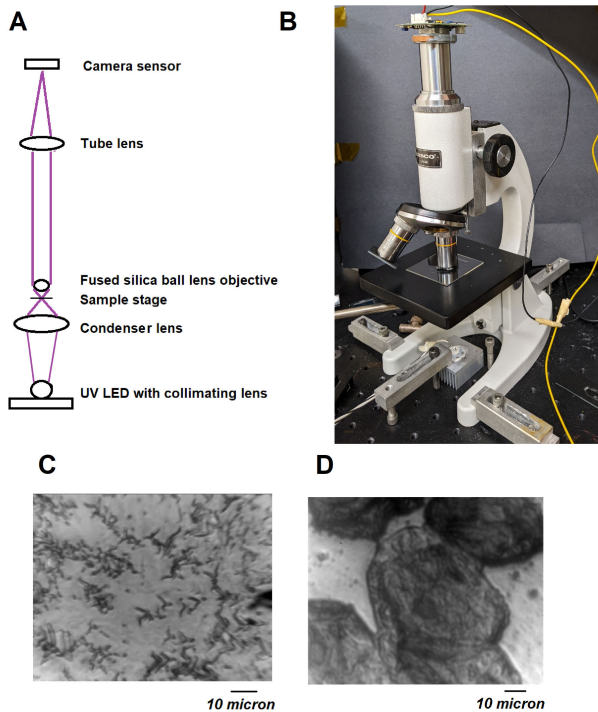 A
Camera sensor
Tube lens
Fused silica ball lens objective
Sample stage
Condenser lens
UV LED with collimating lens
B
C
10 micron
D
10 micron